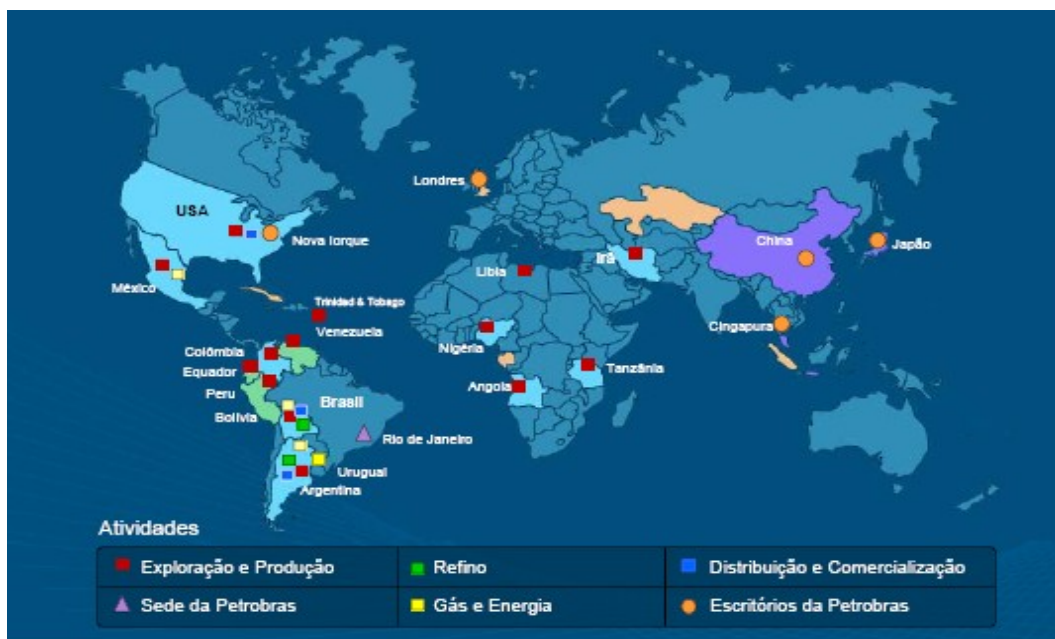 Londres
USA
Nova Iorque
China
Japão
Irã
Líbia
México
Trinidad & Tobago
Venezuela
Cingapura
Nigéria
Colômbia
Equador
Tanzânia
Angola
Peru
Brasil
Bolívia
Rio de Janeiro
Uruguai
Argentina
Atividades
Exploração e Produção
Refino
Distribuição e Comercialização
Sede da Petrobras
Gás e Energia
Escritórios da Petrobras